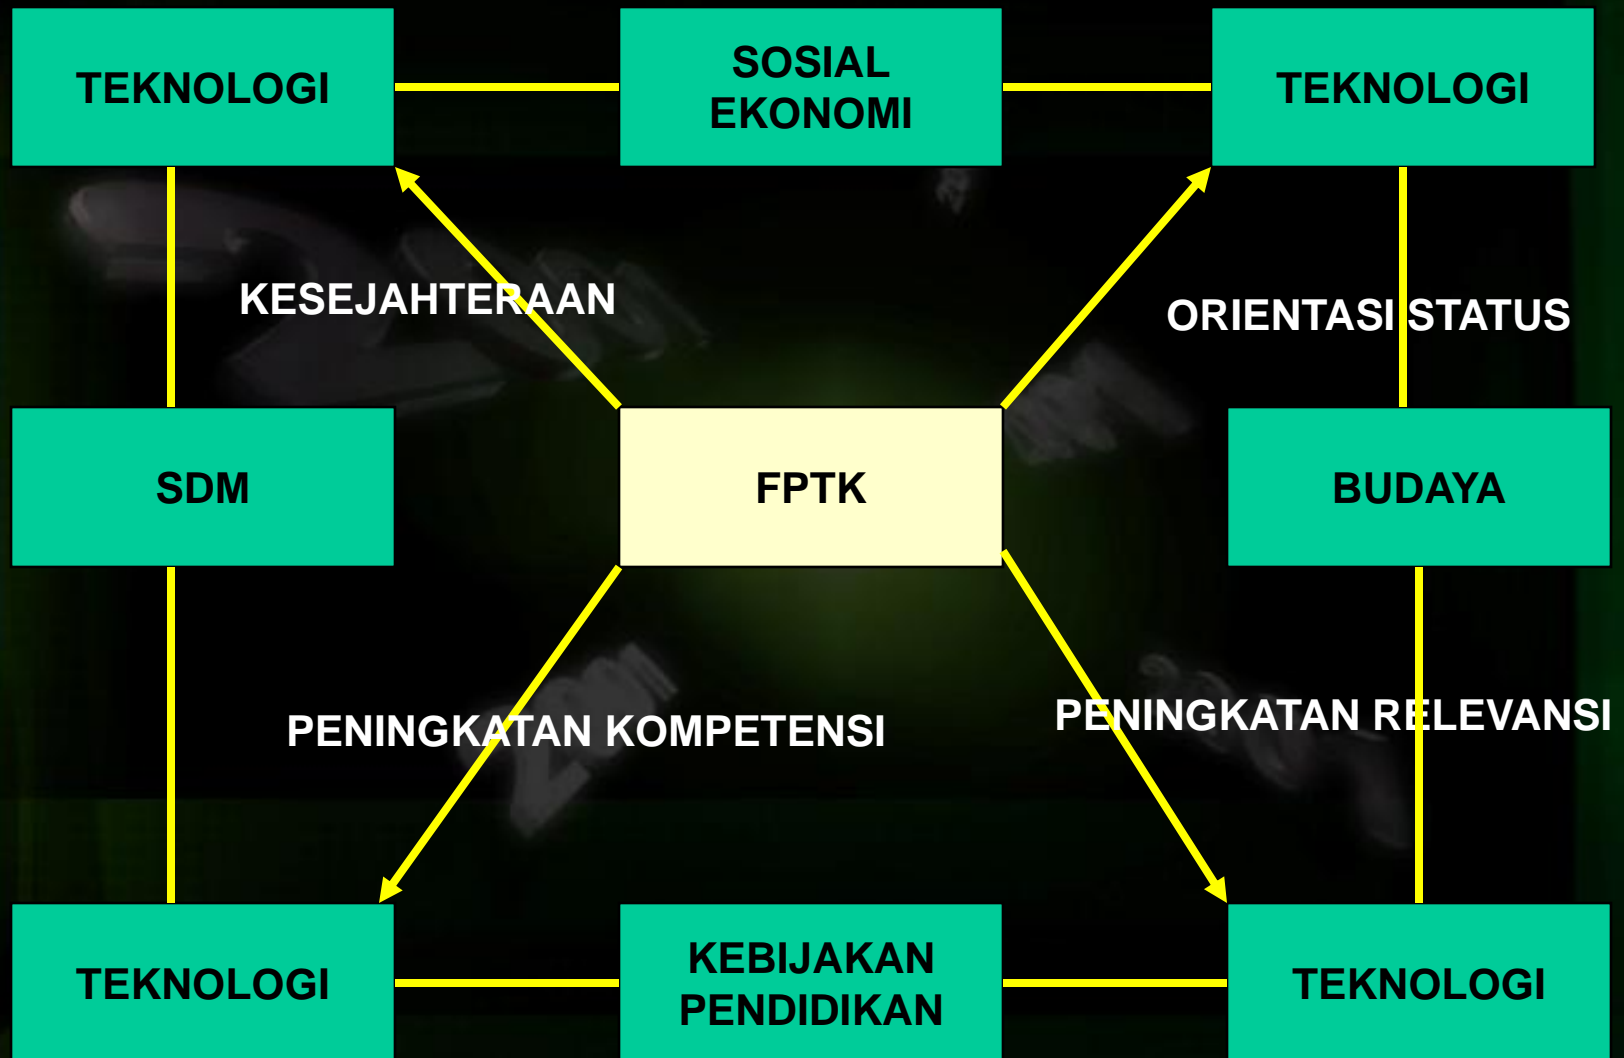 TEKNOLOGI
SOSIAL
EKONOMI
TEKNOLOGI
KESEJAHTERAAN
ORIENTASI STATUS
SDM
FPTK
BUDAYA
PENINGKATAN KOMPETENSI
PENINGKATAN RELEVANSI
TEKNOLOGI
KEBIJAKAN
PENDIDIKAN
TEKNOLOGI